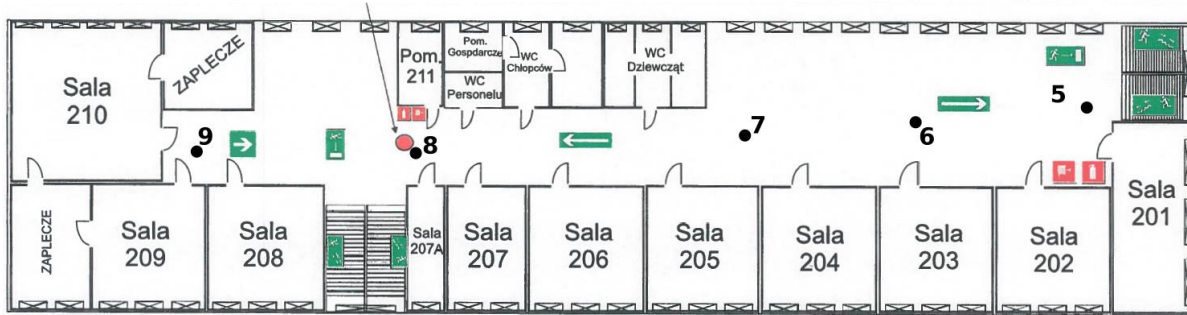 Sala
210
ZAPLECZE
Pom.
211
Pom.
Gospdarcze
WC
Personelu
WC
Chłopców
WC
Dziewcząt
5
6
7
8
9
Sala
201
ZAPLECZE
Sala
209
Sala
208
Sala
207A
Sala
207
Sala
206
Sala
205
Sala
204
Sala
203
Sala
202